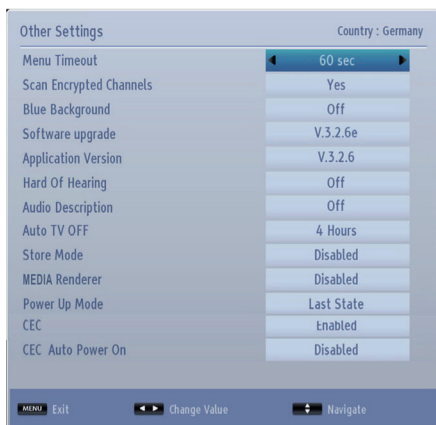 Other Settings Country : Germany
Menu Timeout 60 sec
Scan Encrypted Channels Yes
Blue Background Off
Software upgrade V.3.2.6e
Application Version V.3.2.6
Hard Of Hearing Off
Audio Description Off
Auto TV OFF 4 Hours
Store Mode Disabled
MEDIA Renderer Disabled
Power Up Mode Last State
CEC Enabled
CEC Auto Power On Disabled
MENU Exit Change Value Navigate